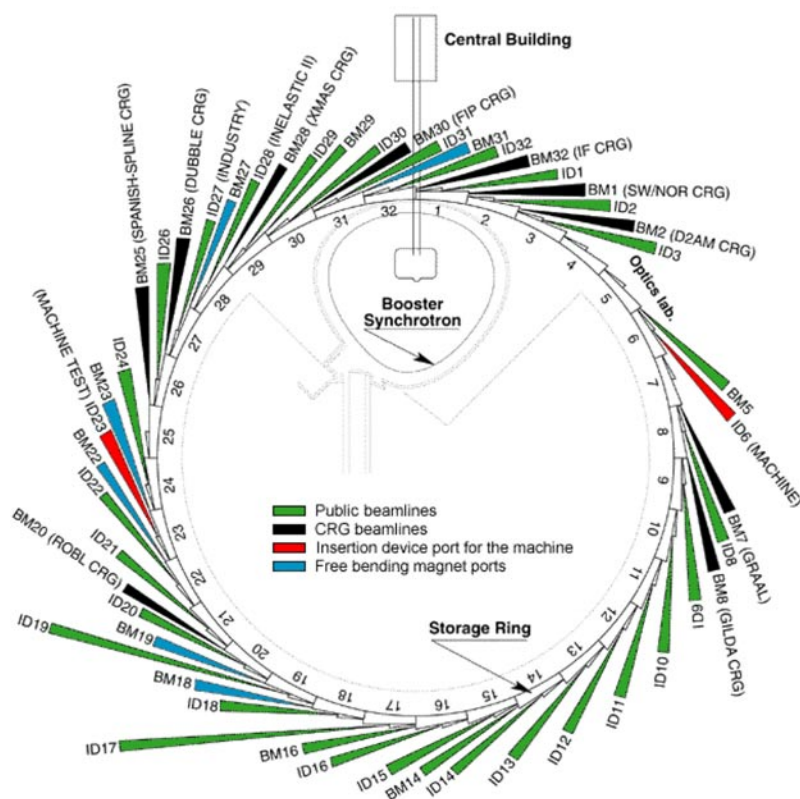 Central Building
BM30 (FIP CRG)
ID31
BM31
ID32
BM32 (IF CRG)
ID1
BM1 (SW/NOR CRG)
ID2
BM2 (D2AM CRG)
ID3
Optics lab.
BM5
ID6 (MACHINE)
BM7 (GRAAL)
ID8
BM8 (GILDA CRG)
ID9
ID10
ID11
ID12
ID13
ID14
BM14
ID15
ID16
BM16
ID17
ID18
BM18
ID19
BM19
ID20
BM20 (ROBL CRG)
ID21
ID22
BM22
(MACHINE TEST) ID23
BM23
ID24
BM25 (SPANISH-SPLINE CRG)
ID26
BM26 (DUBBLE CRG)
ID27 (INDUSTRY)
BM27
ID28 (INELASTIC II)
BM28 (XMAS CRG)
ID29
BM29
ID30
1
2
3
4
5
6
7
8
9
10
11
12
13
14
15
16
17
18
19
20
21
22
23
24
25
26
27
28
29
30
31
32
Booster
Synchrotron
Public beamlines
CRG beamlines
Insertion device port for the machine
Free bending magnet ports
Storage Ring